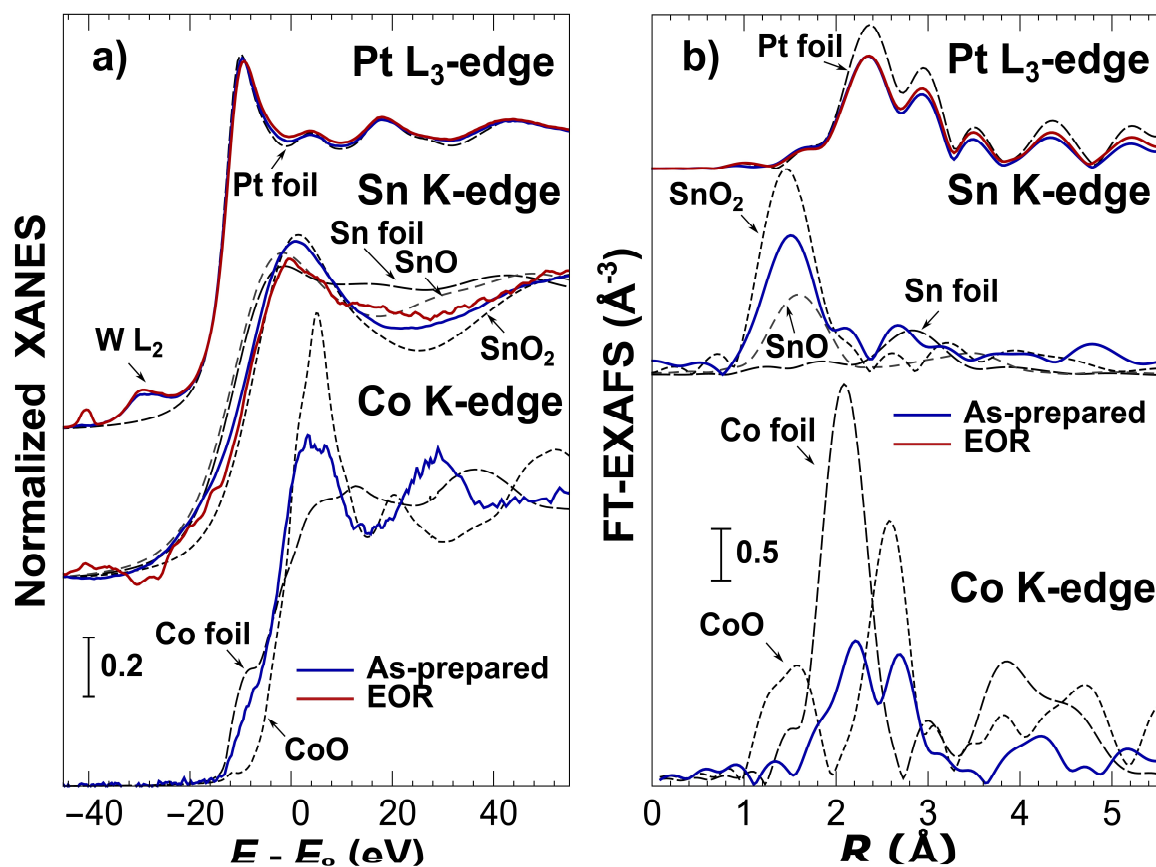 a)
Pt L₃-edge
Pt foil
Sn K-edge
Sn foil
SnO
W L₂
SnO₂
Co K-edge
Co foil
0.2
As-prepared
EOR
CoO
Normalized XANES
−40
−20
0
20
40
E - E₀ (eV)
b)
Pt foil
Pt L₃-edge
SnO₂
Sn K-edge
Sn foil
SnO
As-prepared
EOR
Co foil
0.5
Co K-edge
CoO
FT-EXAFS (Å⁻³)
0
1
2
3
4
5
R (Å)